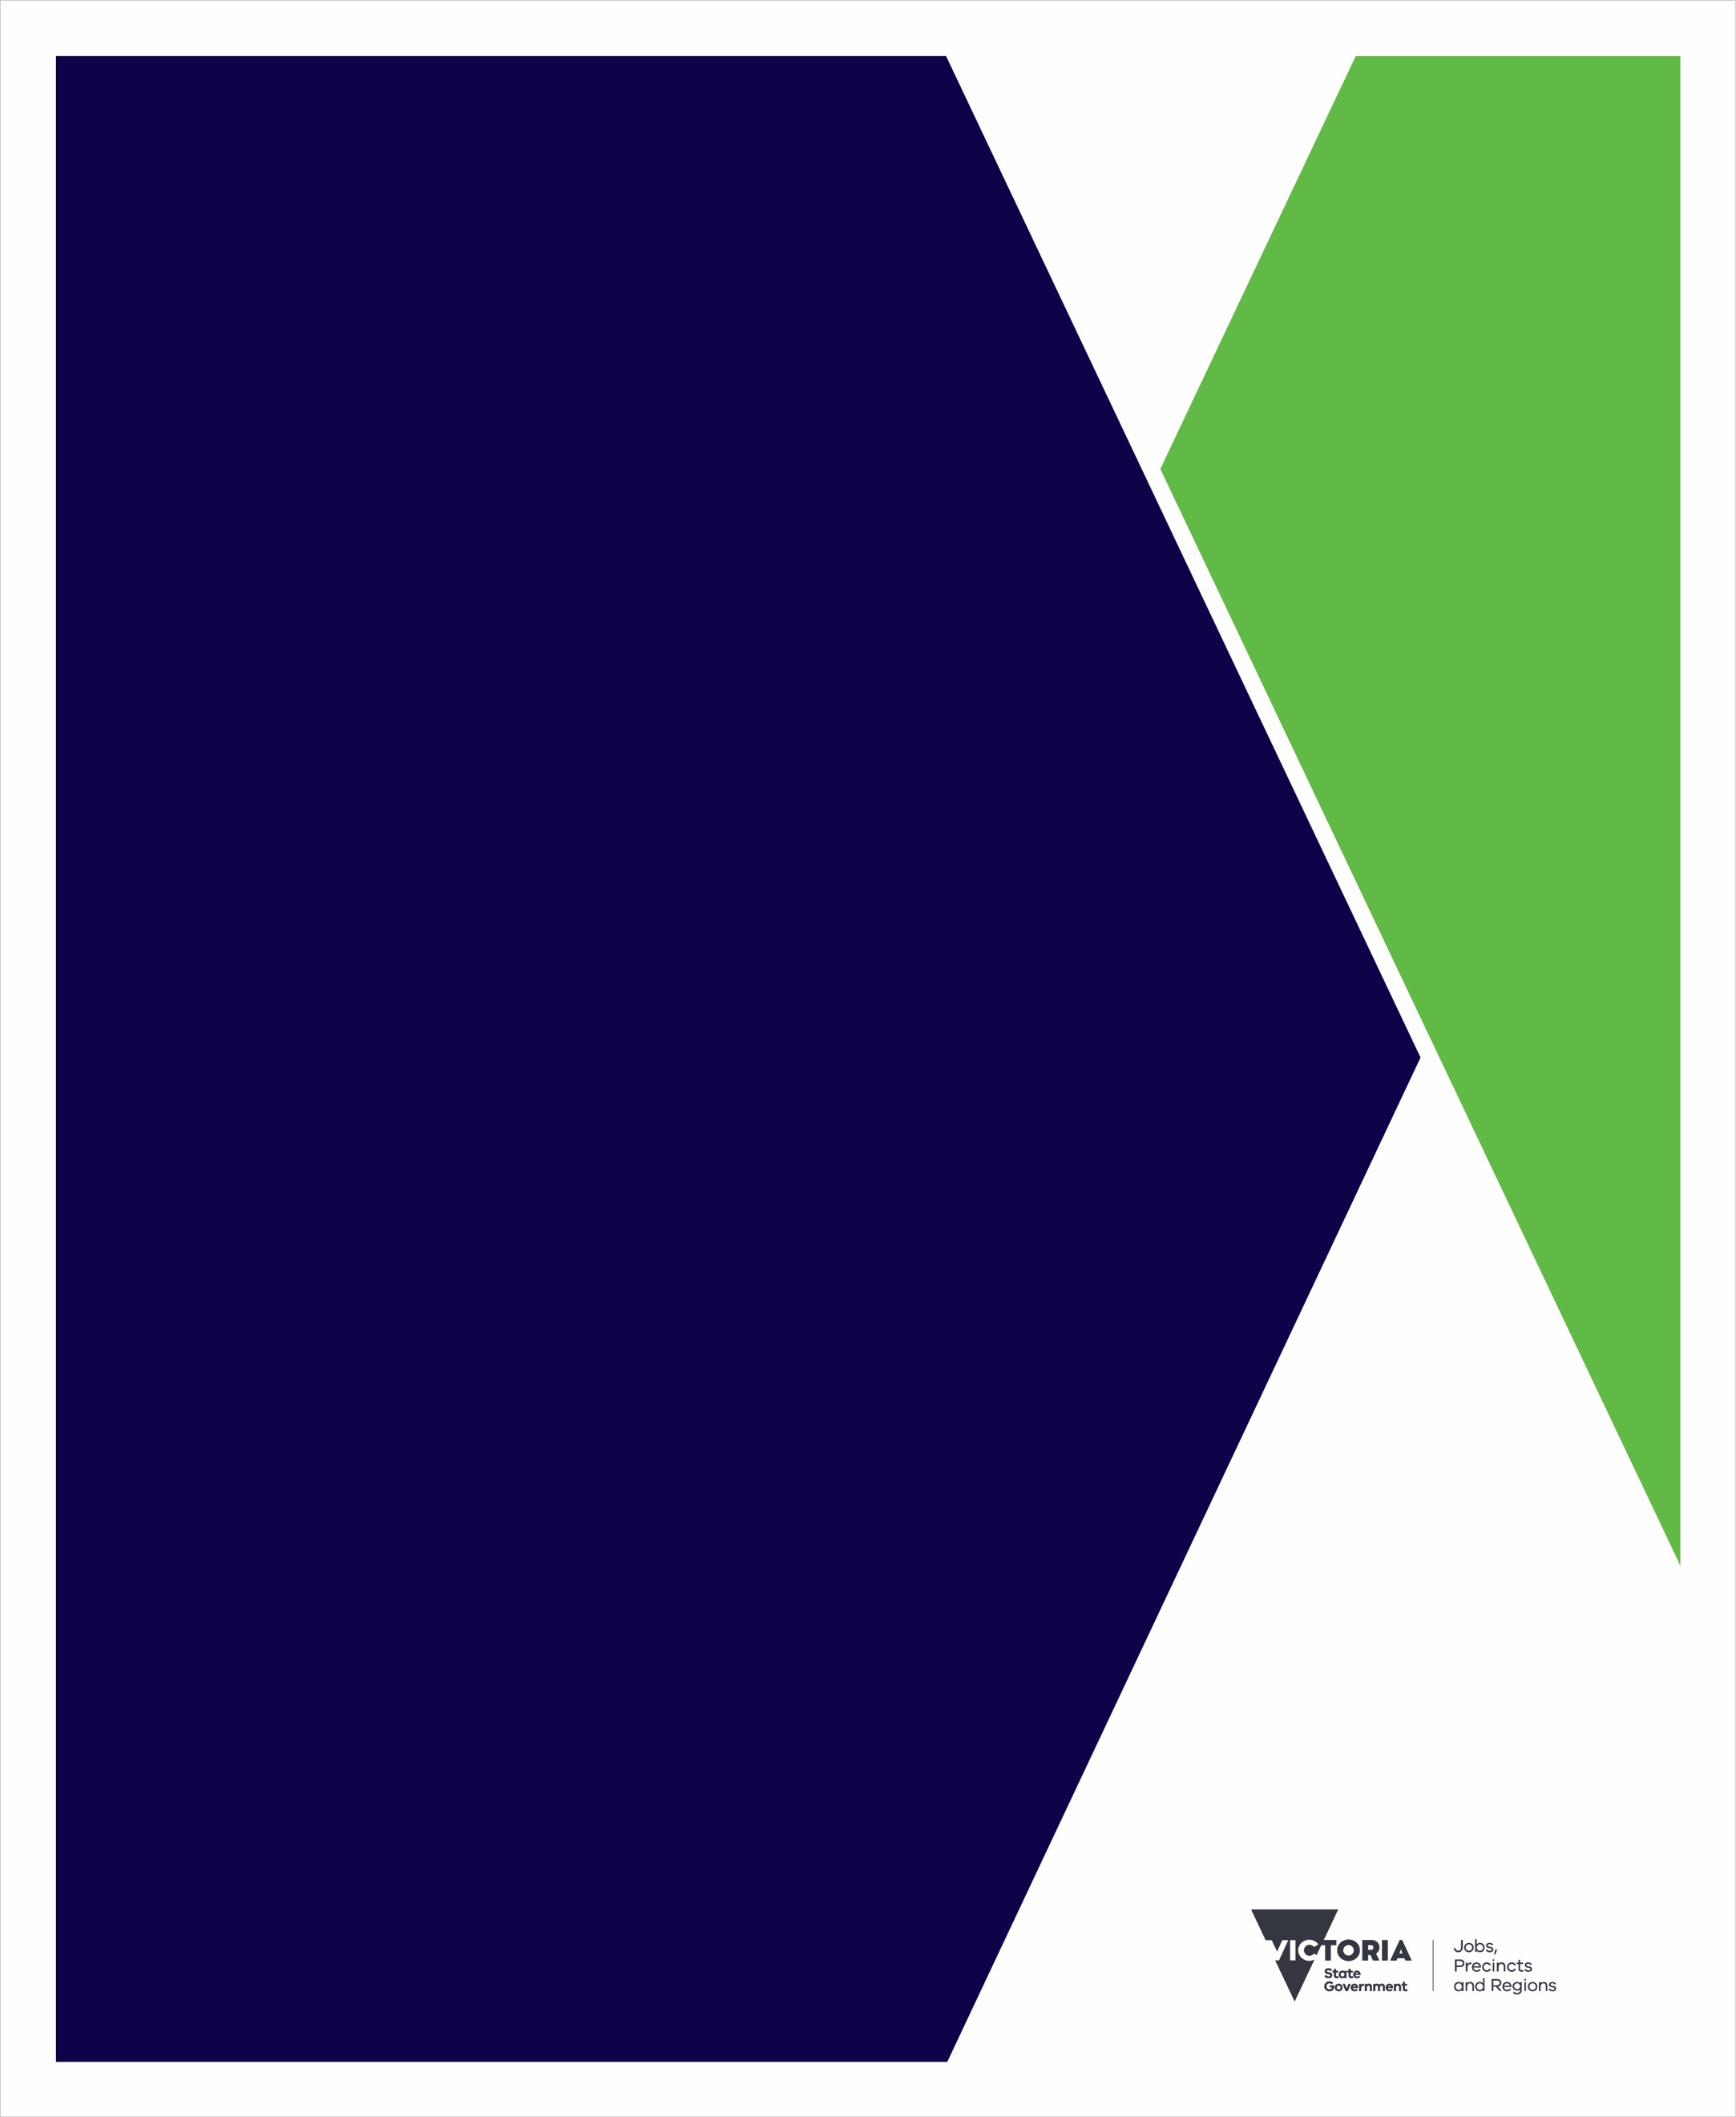 VICTORIA
State
Government
Jobs,
Precincts
and Regions